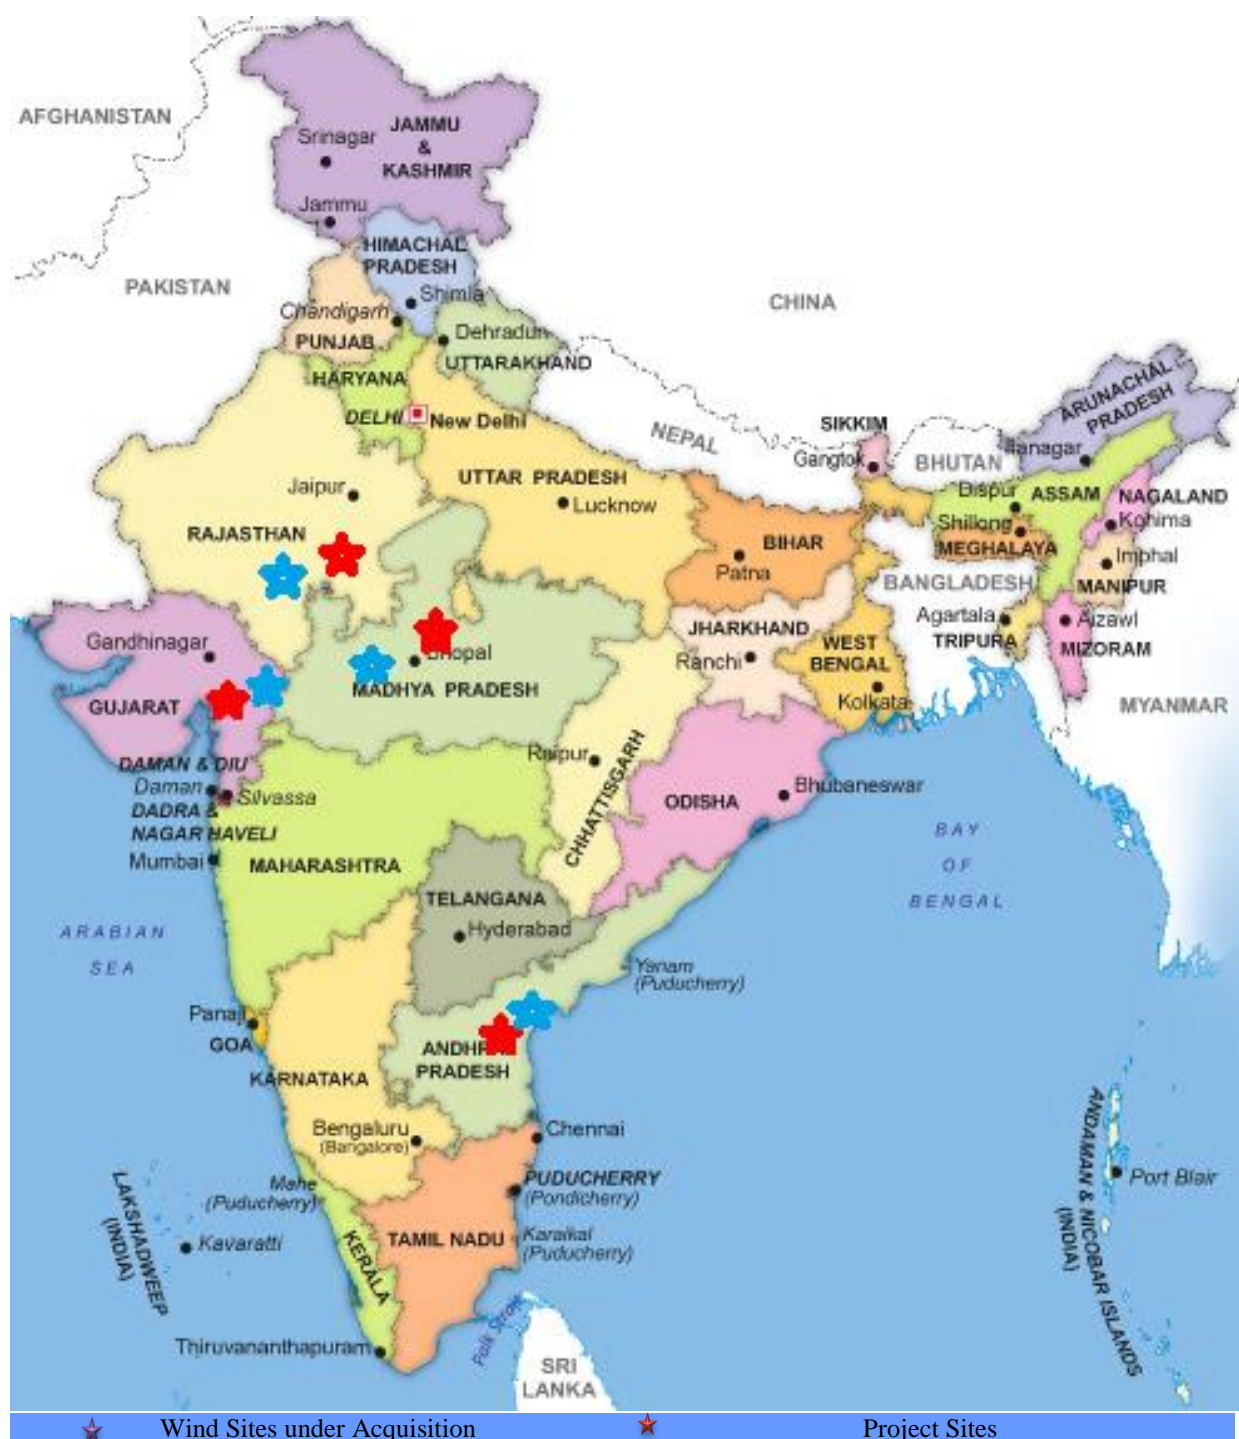 AFGHANISTAN
JAMMU
&
KASHMIR
Srinagar
Jammu
HIMACHAL
PRADESH
PAKISTAN
Shimla
CHINA
Chandigarh
PUNJAB
Dehradun
UTTARAKHAND
HARYANA
DELHI
New Delhi
ARUNACHAL
PRADESH
SIKKIM
NEPAL
Gangtok
BHUTAN
Itanagar
UTTAR PRADESH
Jaipur
Lucknow
Dispur
ASSAM
NAGALAND
RAJASTHAN
Shillong
Kohima
BIHAR
MEGHALAYA
Imphal
Patna
BANGLADESH
MANIPUR
Agartala
Aizawl
JHARKHAND
TRIPURA
MIZORAM
Gandhinagar
WEST
BENGAL
Bhopal
Ranchi
MADHYA PRADESH
Kolkata
GUJARAT
MYANMAR
Raipur
DAMAN & DIU
Daman
Silvassa
DADRA &
NAGAR HAVELI
Bhubaneswar
ODISHA
CHHATTISGARH
Mumbai
MAHARASHTRA
BAY
OF
BENGAL
TELANGANA
Hyderabad
ARABIAN
SEA
Yanam
(Puducherry)
Panaji
GOA
ANDHRA
PRADESH
KARNATAKA
Bengaluru
(Bangalore)
Chennai
ANDAMAN & NICOBAR ISLANDS
(INDIA)
Port Blair
Mahe
(Puducherry)
PUDUCHERRY
(Pondicherry)
LAKSHADWEEP
(INDIA)
Kavaratti
KERALA
TAMIL NADU
Karaikal
(Puducherry)
Thiruvananthapuram
Palk Strait
SRI
LANKA
Wind Sites under Acquisition
Project Sites